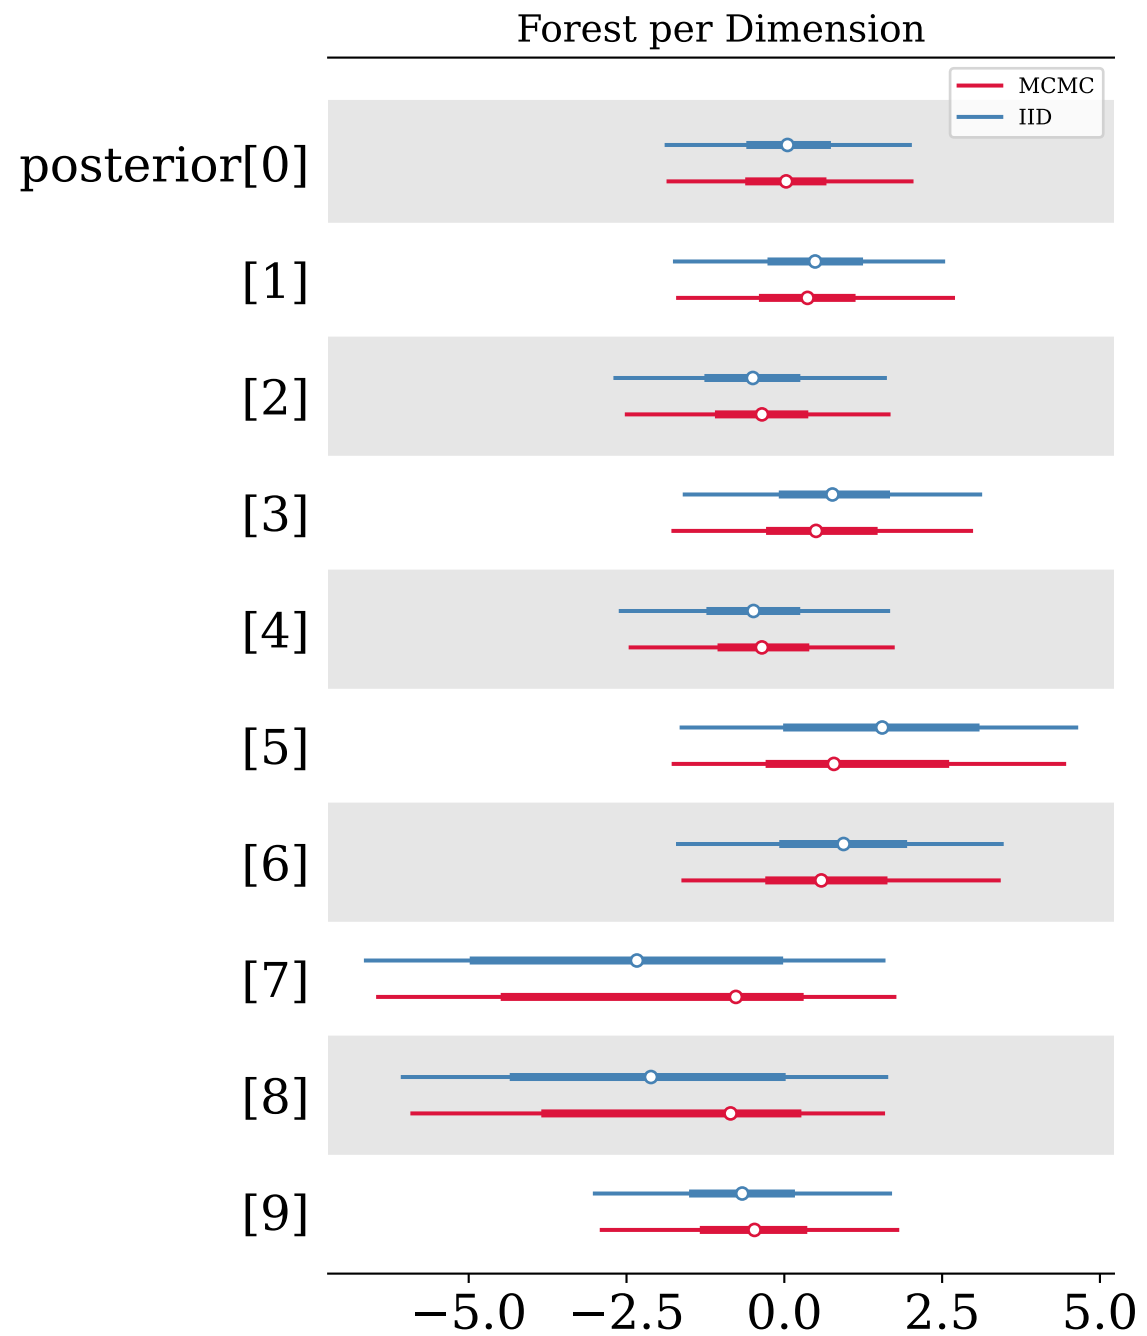 Forest per Dimension
MCMC
IID
posterior[0]
[1]
[2]
[3]
[4]
[5]
[6]
[7]
[8]
[9]
−5.0 −2.5 0.0 2.5 5.0